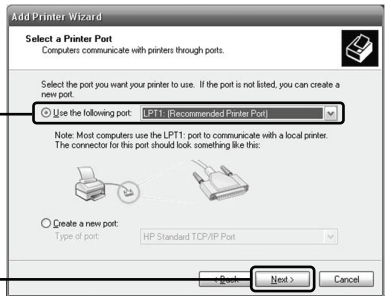 Add Printer Wizard
Select a Printer Port
Computers communicate with printers through ports.
Select the port you want your printer to use. If the port is not listed, you can create a
new port.
Use the following port: LPT1: (Recommended Printer Port)
Note: Most computers use the LPT1: port to communicate with a local printer.
The connector for this port should look something like this:
Create a new port:
Type of port: HP Standard TCP/IP Port
< Back Next > Cancel